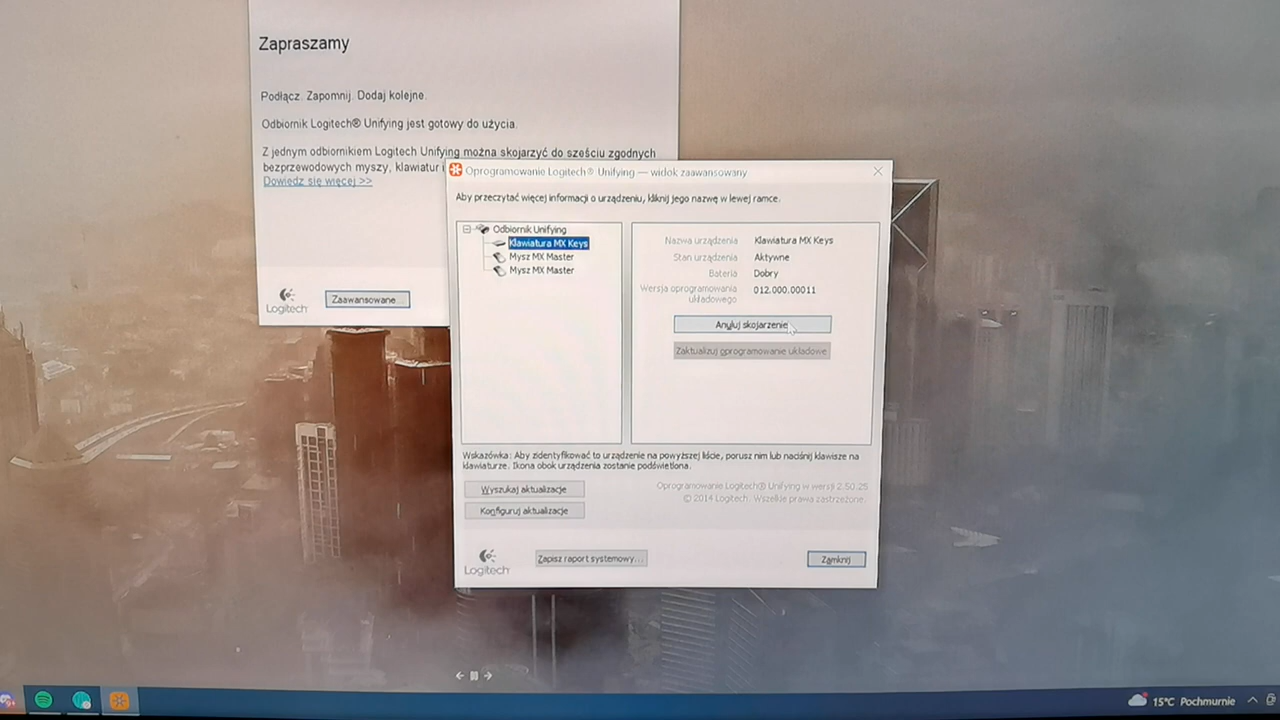 Zapraszamy
Podłącz. Zapomnij. Dodaj kolejne.
Odbiornik Logitech® Unifying jest gotowy do użycia.
Z jednym odbiornikiem Logitech Unifying można skojarzyć do sześciu zgodnych
bezprzewodowych myszy, klawiatur i
Dowiedz się więcej >>
Logitech
Zaawansowane...
Oprogramowanie Logitech® Unifying — widok zaawansowany
Aby przeczytać więcej informacji o urządzeniu, kliknij jego nazwę w lewej ramce.
Odbiornik Unifying
Klawiatura MX Keys
Mysz MX Master
Mysz MX Master
Nazwa urządzenia Klawiatura MX Keys
Stan urządzenia Aktywne
Bateria Dobry
Wersja oprogramowania układowego 012.000.00011
Anuluj skojarzenie
Zaktualizuj oprogramowanie układowe
Wskazówka: Aby zidentyfikować to urządzenie na powyższej liście, porusz nim lub naciśnij klawisze na
klawiaturze. Ikona obok urządzenia zostanie podświetlona.
Wyszukaj aktualizacje
Konfiguruj aktualizacje
Oprogramowanie Logitech® Unifying w wersji 2.50.25
© 2014 Logitech. Wszelkie prawa zastrzeżone.
Logitech
Zapisz raport systemowy...
Zamknij
15°C Pochmurnie